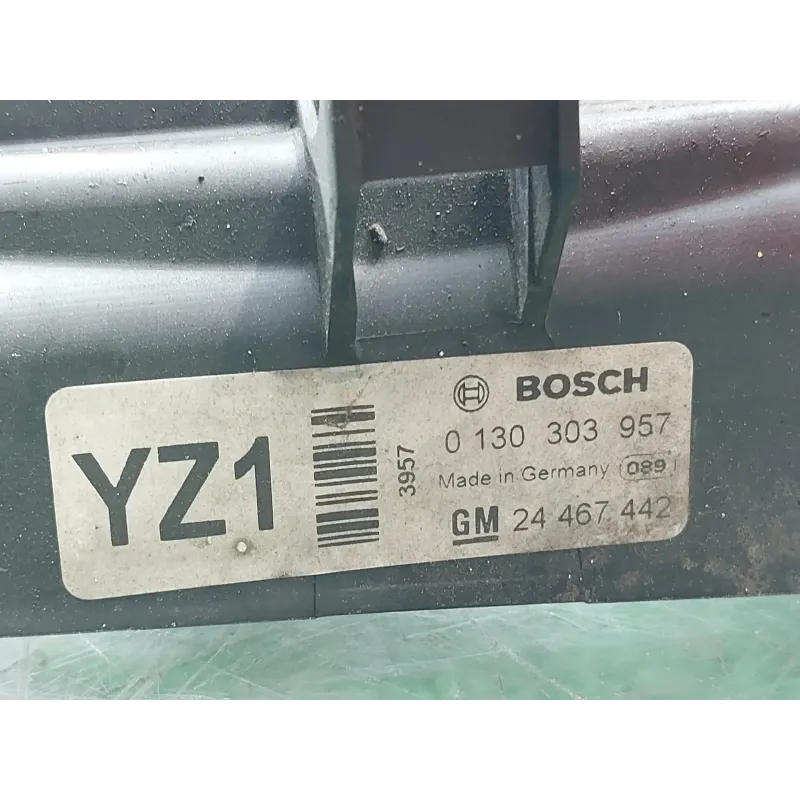 YZ1
3957
BOSCH
0 130 303 957
Made in Germany 089
GM 24 467 442